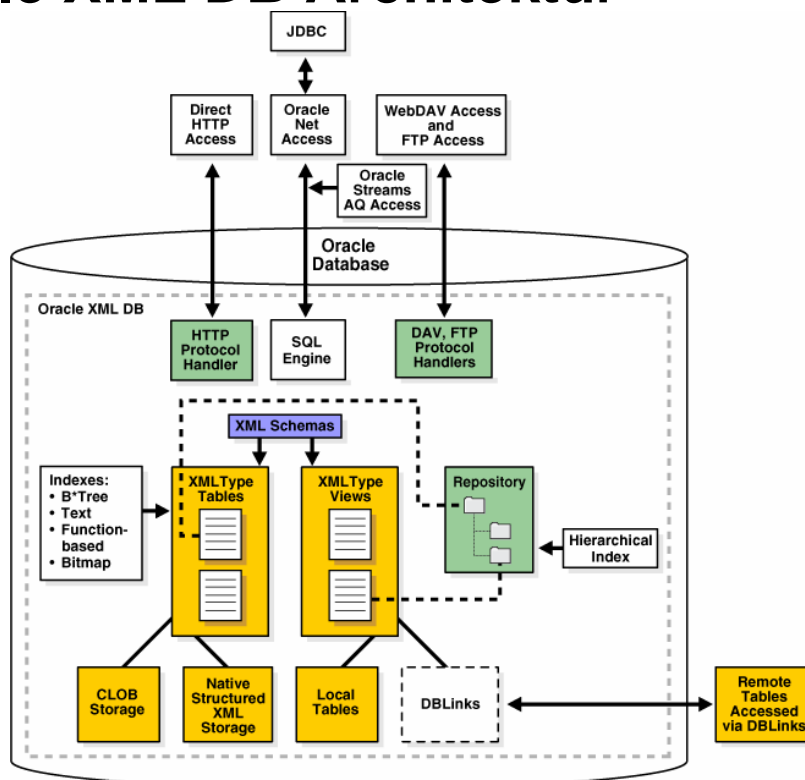 XML DB Architektur
JDBC
Direct
HTTP
Access
Oracle
Net
Access
WebDAV Access
and
FTP Access
Oracle
Streams
AQ Access
Oracle
Database
Oracle XML DB
HTTP
Protocol
Handler
SQL
Engine
DAV, FTP
Protocol
Handlers
XML Schemas
Indexes:
• B*Tree
• Text
• Function-
based
• Bitmap
XMLType
Tables
XMLType
Views
Repository
Hierarchical
Index
CLOB
Storage
Native
Structured
XML
Storage
Local
Tables
DBLinks
Remote
Tables
Accessed
via DBLinks